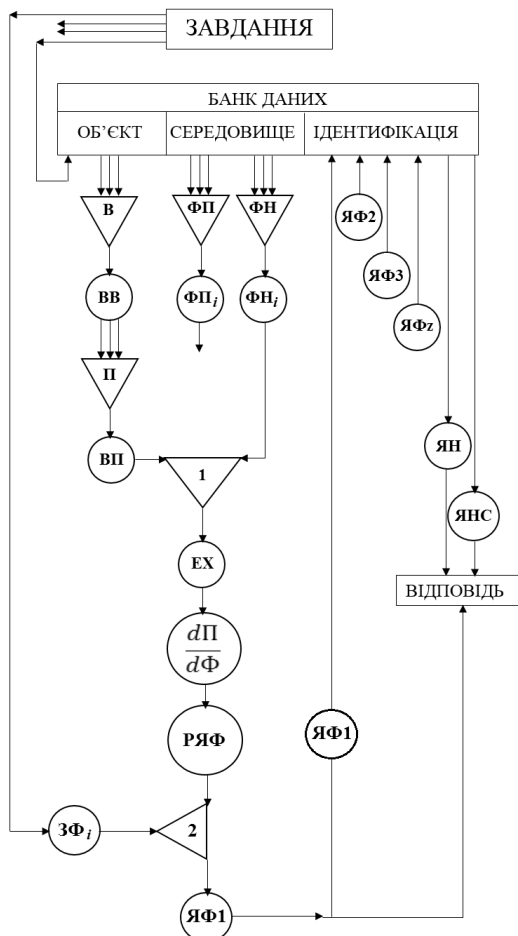 ЗАВДАННЯ
БАНК ДАНИХ
ОБ’ЄКТ СЕРЕДОВИЩЕ ІДЕНТИФІКАЦІЯ
В ФП ФН ЯФ2
ЯФ3
ВВ ФПi ФНi
ЯФz
П
ВП 1 ЯН
ЯНС
ЕХ
ВІДПОВІДЬ
dП
dФ
РЯФ ЯФ1
ЗФi 2
ЯФ1